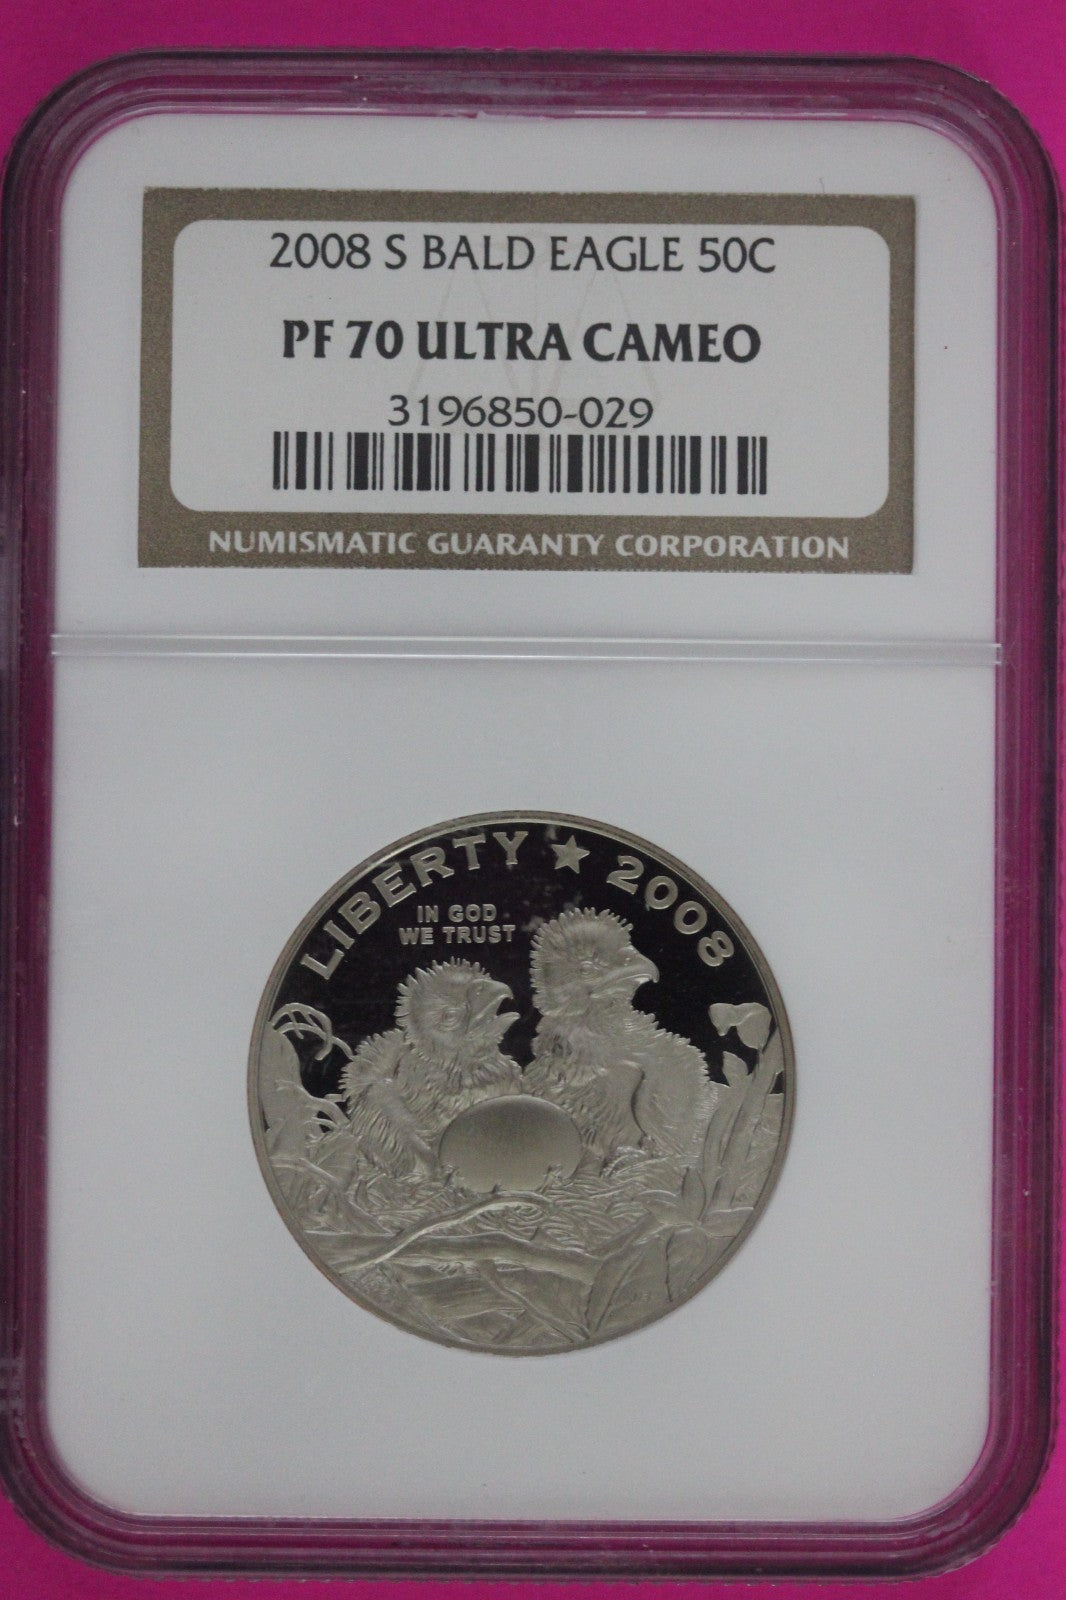 2008 S BALD EAGLE 50C
PF 70 ULTRA CAMEO
3196850-029
NUMISMATIC GUARANTY CORPORATION
LIBERTY ★ 2008
IN GOD
WE TRUST